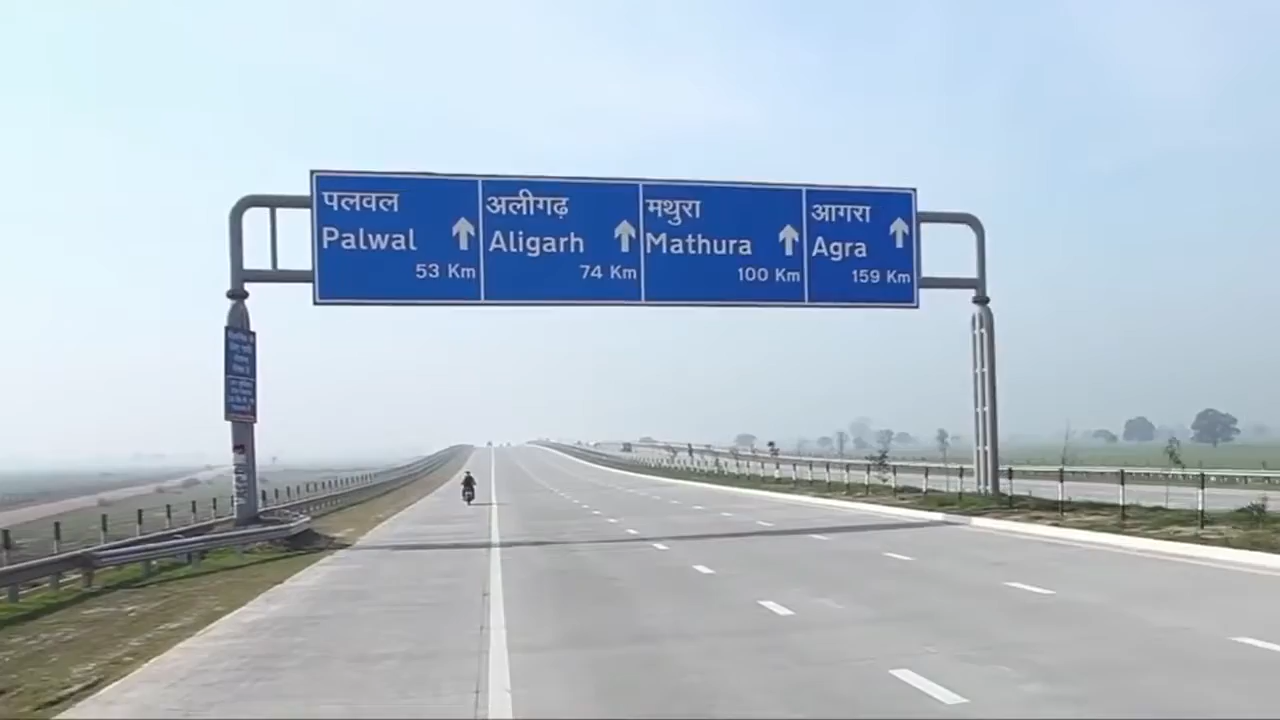 पलवल
Palwal
53 Km
अलीगढ़
Aligarh
74 Km
मथुरा
Mathura
100 Km
आगरा
Agra
159 Km